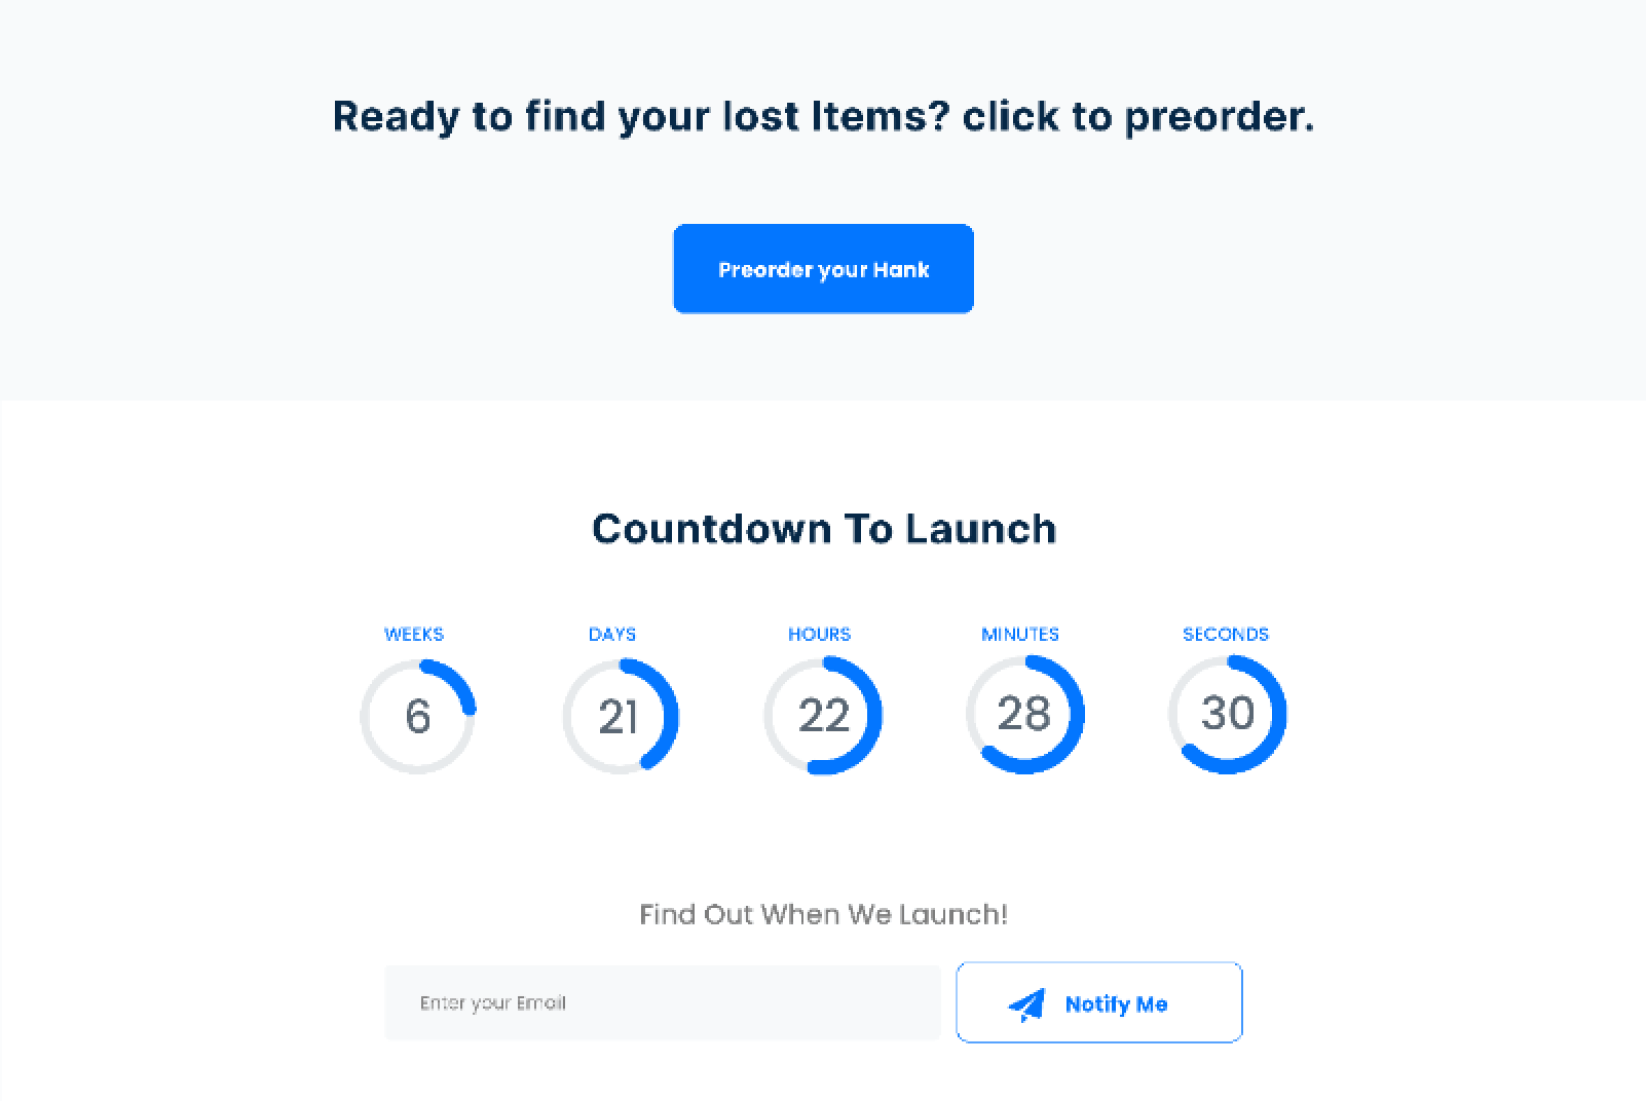 Ready to find your lost Items? click to preorder.
Preorder your Hank
Countdown To Launch
WEEKS DAYS HOURS MINUTES SECONDS
6 21 22 28 30
Find Out When We Launch!
Enter your Email
Notify Me